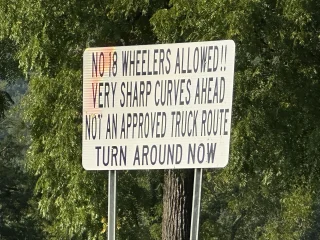 NO 18 WHEELERS ALLOWED!!
VERY SHARP CURVES AHEAD
NOT AN APPROVED TRUCK ROUTE
TURN AROUND NOW